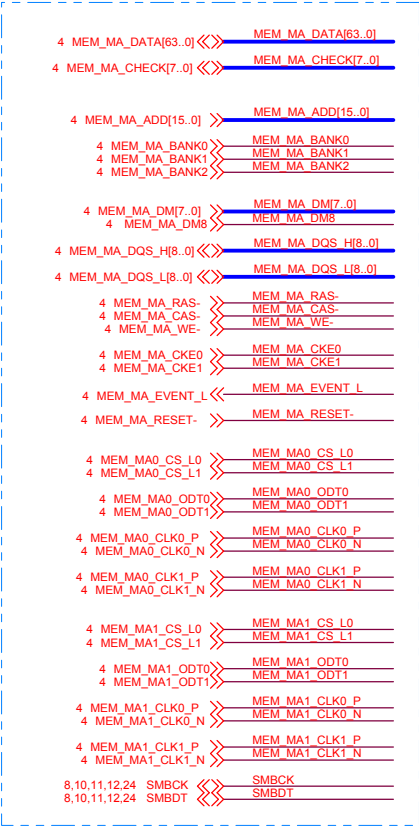 4 MEM_MA_DATA[63..0] MEM_MA_DATA[63..0]
4 MEM_MA_CHECK[7..0] MEM_MA_CHECK[7..0]
4 MEM_MA_ADD[15..0] MEM_MA_ADD[15..0]
4 MEM_MA_BANK0 MEM_MA_BANK0
4 MEM_MA_BANK1 MEM_MA_BANK1
4 MEM_MA_BANK2 MEM_MA_BANK2
4 MEM_MA_DM[7..0] MEM_MA_DM[7..0]
4 MEM_MA_DM8 MEM_MA_DM8
4 MEM_MA_DQS_H[8..0] MEM_MA_DQS_H[8..0]
4 MEM_MA_DQS_L[8..0] MEM_MA_DQS_L[8..0]
4 MEM_MA_RAS- MEM_MA_RAS-
4 MEM_MA_CAS- MEM_MA_CAS-
4 MEM_MA_WE- MEM_MA_WE-
4 MEM_MA_CKE0 MEM_MA_CKE0
4 MEM_MA_CKE1 MEM_MA_CKE1
4 MEM_MA_EVENT_L MEM_MA_EVENT_L
4 MEM_MA_RESET- MEM_MA_RESET-
4 MEM_MA0_CS_L0 MEM_MA0_CS_L0
4 MEM_MA0_CS_L1 MEM_MA0_CS_L1
4 MEM_MA0_ODT0 MEM_MA0_ODT0
4 MEM_MA0_ODT1 MEM_MA0_ODT1
4 MEM_MA0_CLK0_P MEM_MA0_CLK0_P
4 MEM_MA0_CLK0_N MEM_MA0_CLK0_N
4 MEM_MA0_CLK1_P MEM_MA0_CLK1_P
4 MEM_MA0_CLK1_N MEM_MA0_CLK1_N
4 MEM_MA1_CS_L0 MEM_MA1_CS_L0
4 MEM_MA1_CS_L1 MEM_MA1_CS_L1
4 MEM_MA1_ODT0 MEM_MA1_ODT0
4 MEM_MA1_ODT1 MEM_MA1_ODT1
4 MEM_MA1_CLK0_P MEM_MA1_CLK0_P
4 MEM_MA1_CLK0_N MEM_MA1_CLK0_N
4 MEM_MA1_CLK1_P MEM_MA1_CLK1_P
4 MEM_MA1_CLK1_N MEM_MA1_CLK1_N
8,10,11,12,24 SMBCK SMBCK
8,10,11,12,24 SMBDT SMBDT